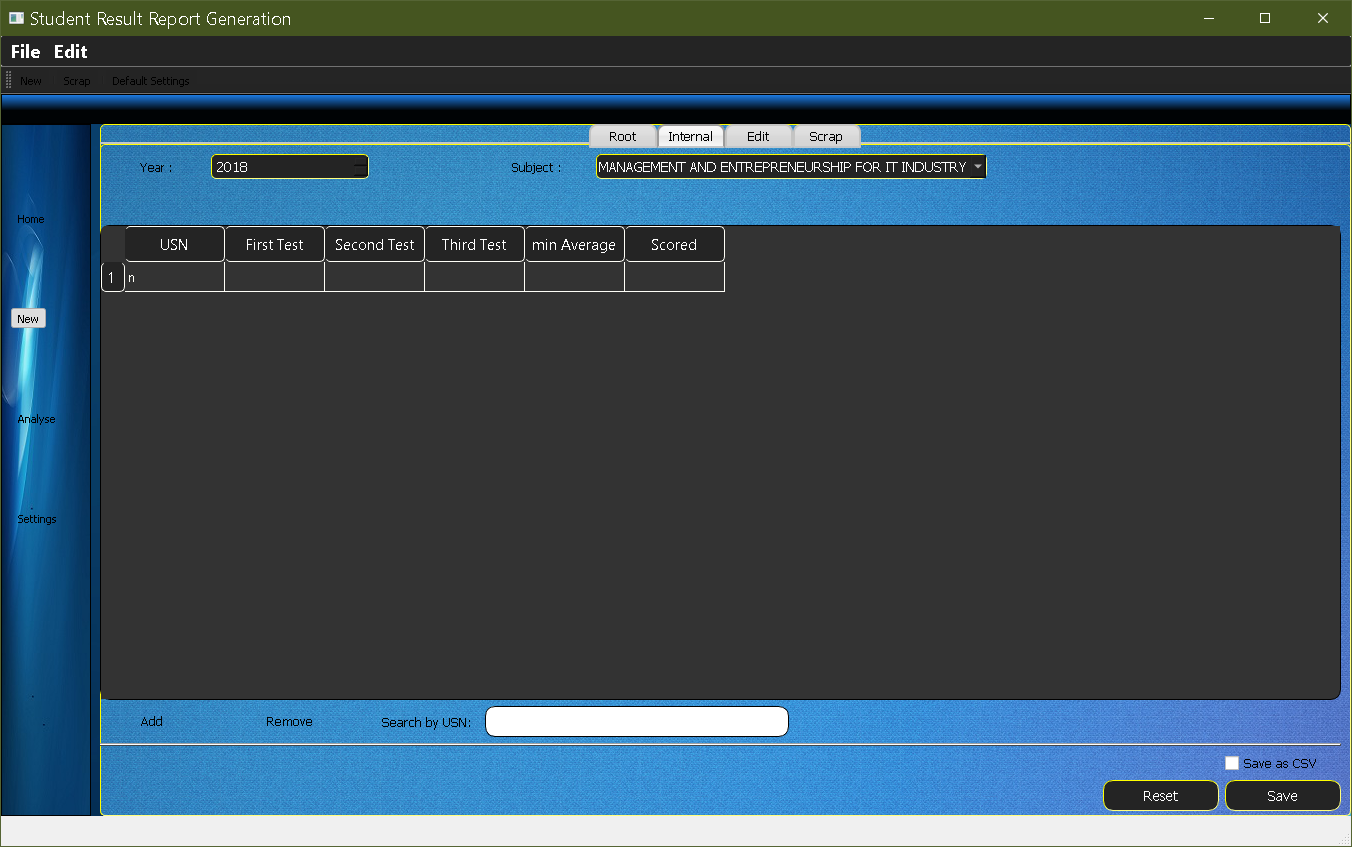 Student Result Report Generation
File Edit
New Scrap Default Settings
Root Internal Edit Scrap
Year : 2018 Subject : MANAGEMENT AND ENTREPRENEURSHIP FOR IT INDUSTRY
Home
New
Analyse
Settings
USN First Test Second Test Third Test min Average Scored
1 n
Add Remove Search by USN:
Save as CSV
Reset Save